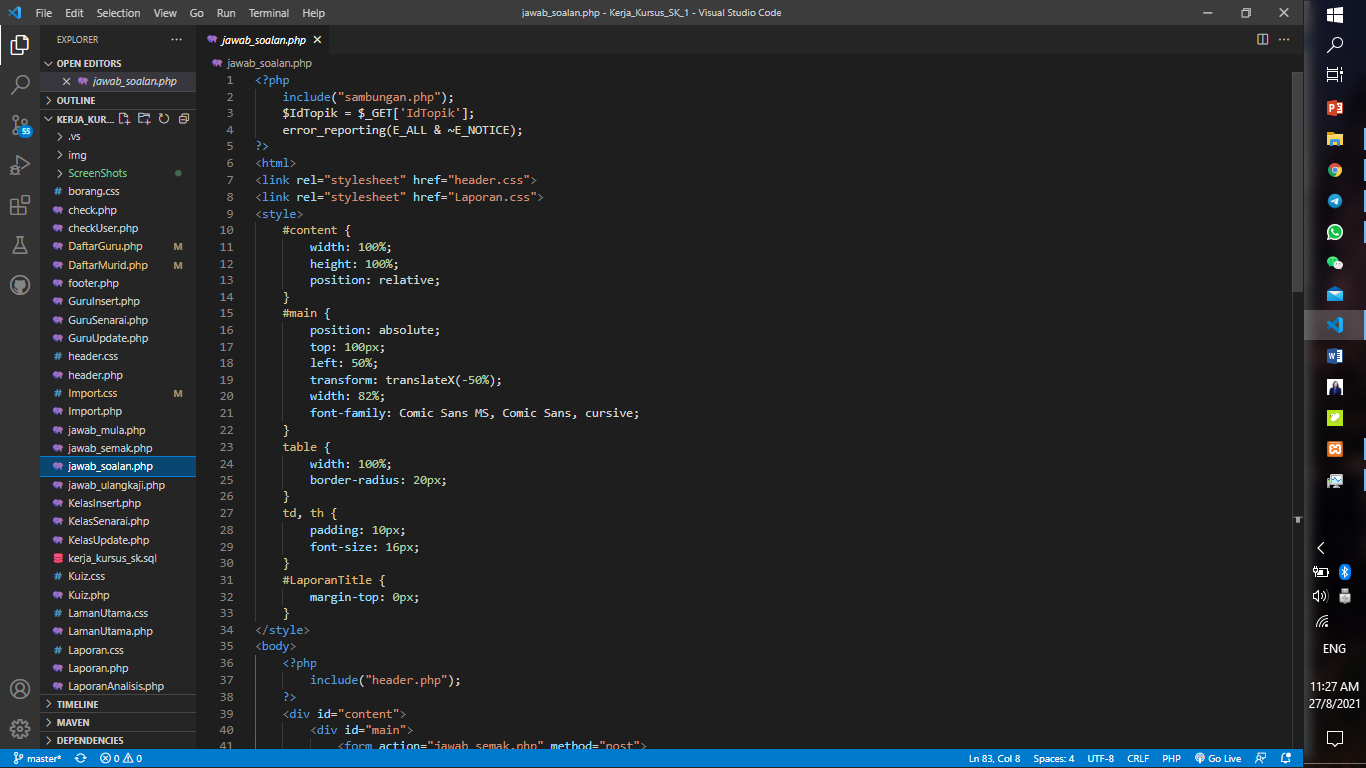 File Edit Selection View Go Run Terminal Help
jawab_soalan.php - Kerja_Kursus_SK_1 - Visual Studio Code
EXPLORER
OPEN EDITORS
jawab_soalan.php
OUTLINE
KERJA_KUR...
.vs
img
ScreenShots
borang.css
check.php
checkUser.php
DaftarGuru.php M
DaftarMurid.php M
footer.php
GuruInsert.php
GuruSenarai.php
GuruUpdate.php
header.css
header.php
Import.css M
Import.php
jawab_mula.php
jawab_semak.php
jawab_soalan.php
jawab_ulangkaji.php
KelasInsert.php
KelasSenarai.php
KelasUpdate.php
kerja_kursus_sk.sql
Kuiz.css
Kuiz.php
LamanUtama.css
LamanUtama.php
Laporan.css
Laporan.php
LaporanAnalisis.php
TIMELINE
MAVEN
DEPENDENCIES
55
jawab_soalan.php
jawab_soalan.php
1 <?php
2 include("sambungan.php");
3 $IdTopik = $_GET['IdTopik'];
4 error_reporting(E_ALL & ~E_NOTICE);
5 ?>
6 <html>
7 <link rel="stylesheet" href="header.css">
8 <link rel="stylesheet" href="Laporan.css">
9 <style>
10 #content {
11 width: 100%;
12 height: 100%;
13 position: relative;
14 }
15 #main {
16 position: absolute;
17 top: 100px;
18 left: 50%;
19 transform: translateX(-50%);
20 width: 82%;
21 font-family: Comic Sans MS, Comic Sans, cursive;
22 }
23 table {
24 width: 100%;
25 border-radius: 20px;
26 }
27 td, th {
28 padding: 10px;
29 font-size: 16px;
30 }
31 #LaporanTitle {
32 margin-top: 0px;
33 }
34 </style>
35 <body>
36 <?php
37 include("header.php");
38 ?>
39 <div id="content">
40 <div id="main">
41 <form action="jawab_semak.php" method="post">
master* 0 0
Ln 83, Col 8 Spaces: 4 UTF-8 CRLF PHP Go Live
ENG
11:27 AM
27/8/2021